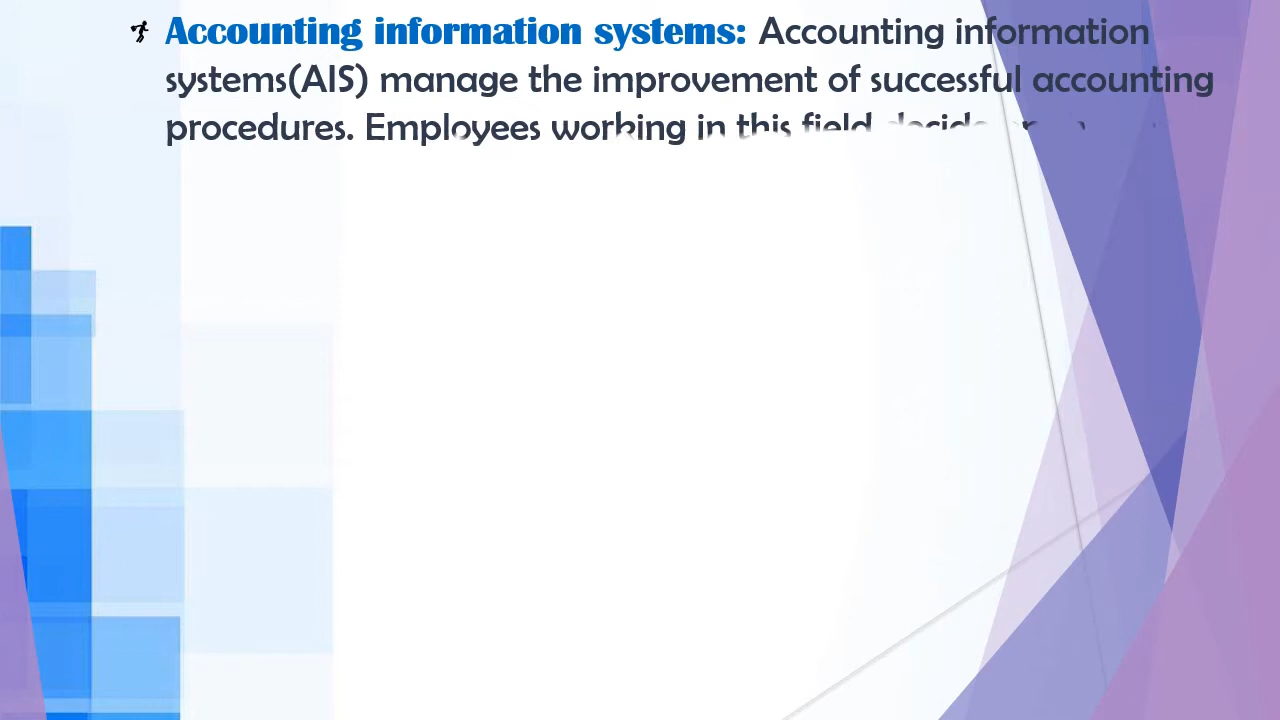 Accounting information systems: Accounting information
systems(AIS) manage the improvement of successful accounting
procedures. Employees working in this field decide